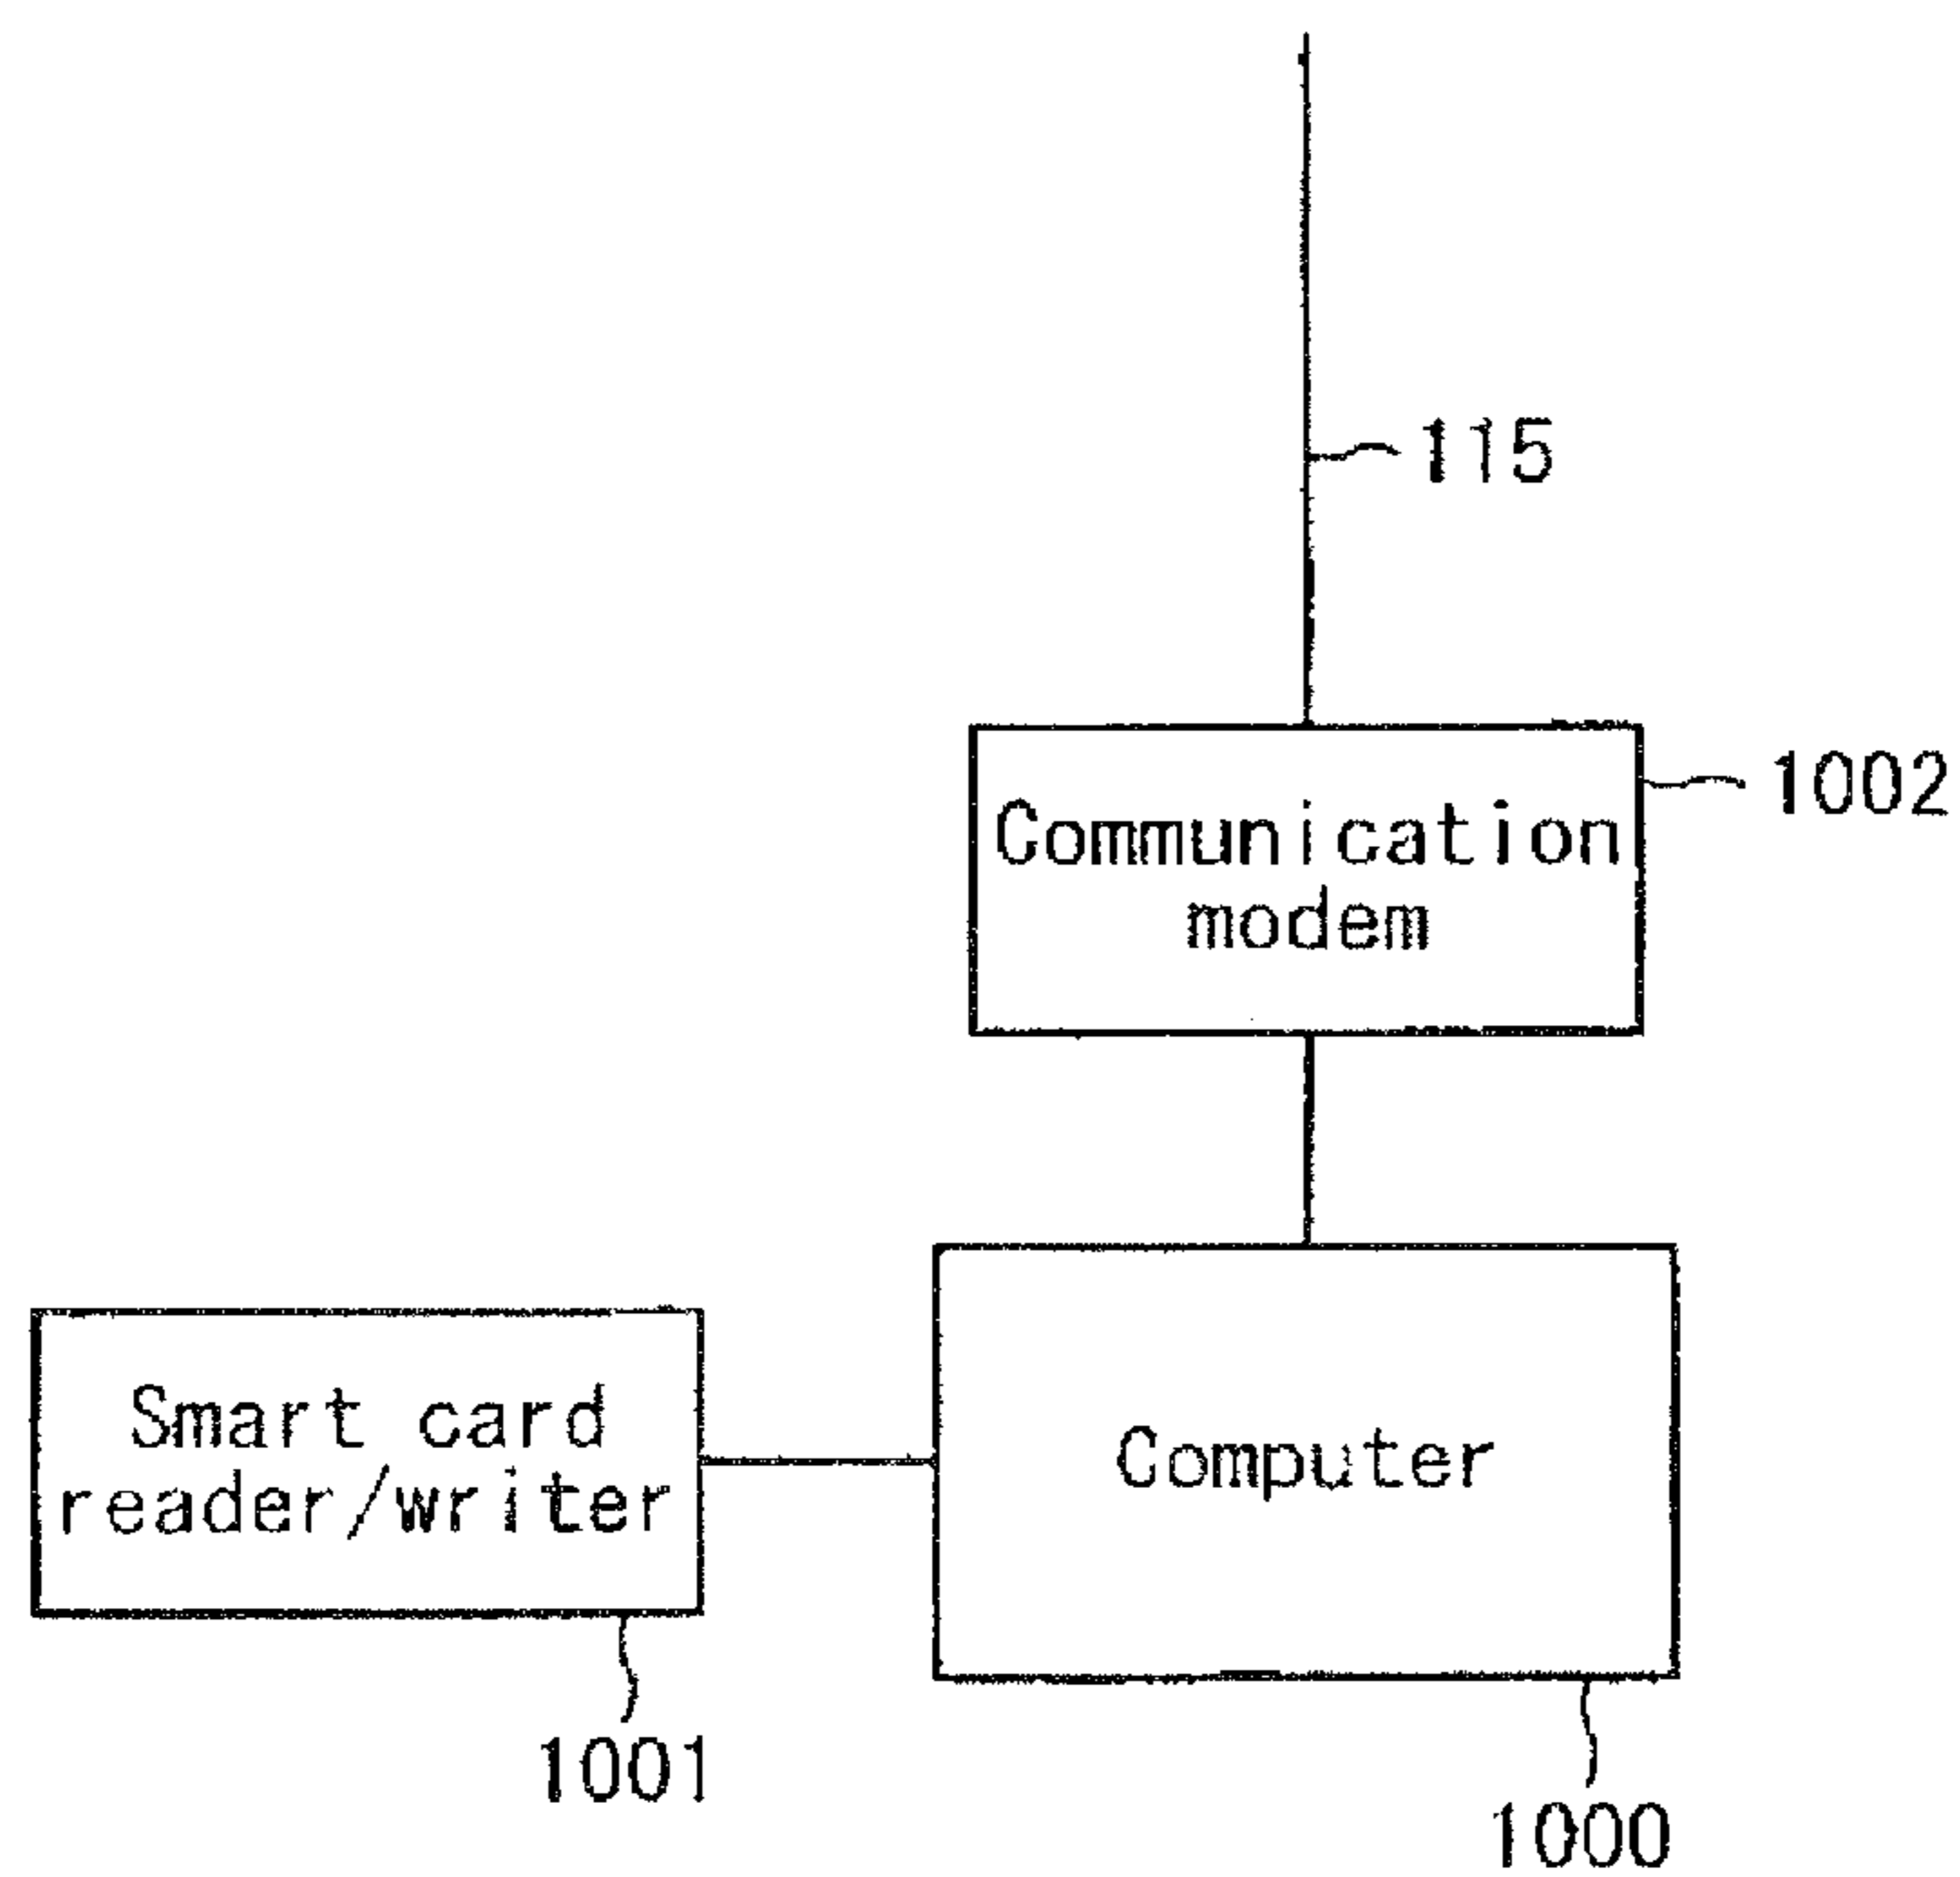 115
1002
Communication
modem
Smart card
reader/writer
Computer
1001
1000